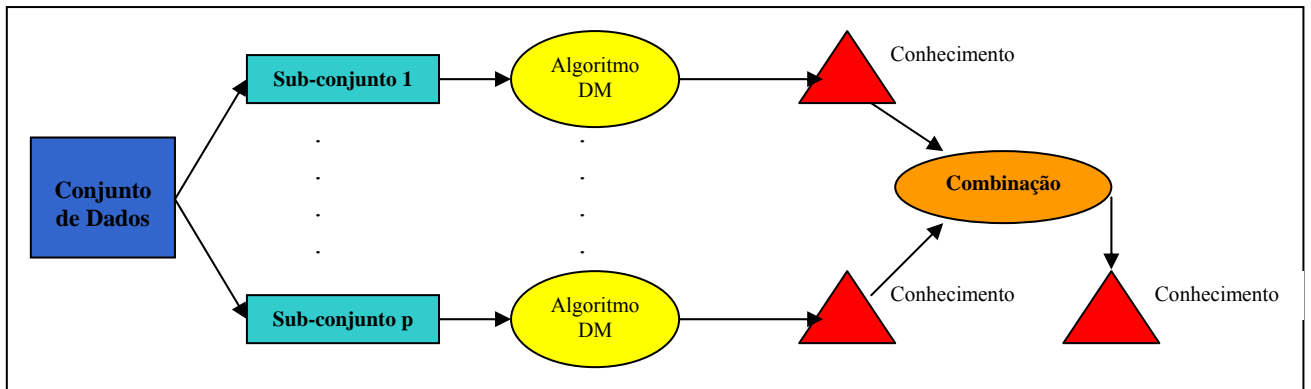 Sub-conjunto 1
Algoritmo
DM
Conhecimento
Conjunto
de Dados
Combinação
Sub-conjunto p
Algoritmo
DM
Conhecimento
Conhecimento